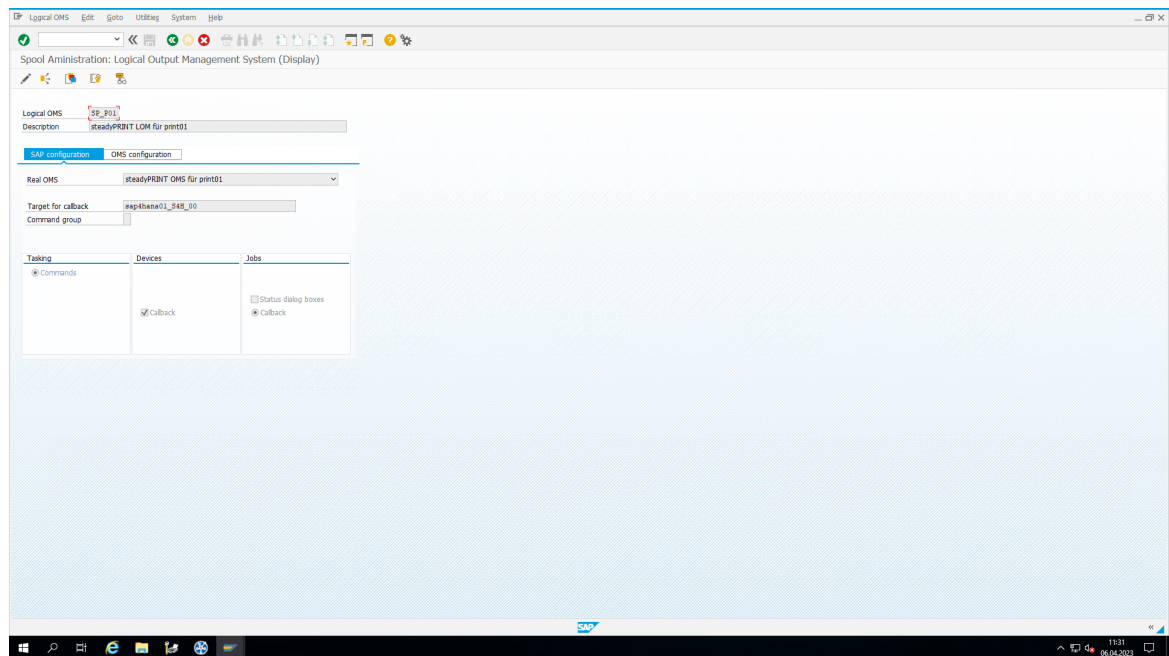 Logical OMS Edit Goto Utilities System Help
Spool Aministration: Logical Output Management System (Display)
Logical OMS SP_P01
Description steadyPRINT LOM für print01
SAP configuration OMS configuration
Real OMS steadyPRINT OMS für print01
Target for callback sap4hana01_S4H_00
Command group
Tasking Devices Jobs
Commands
Status dialog boxes
Callback Callback
SAP
11:31
06.04.2023